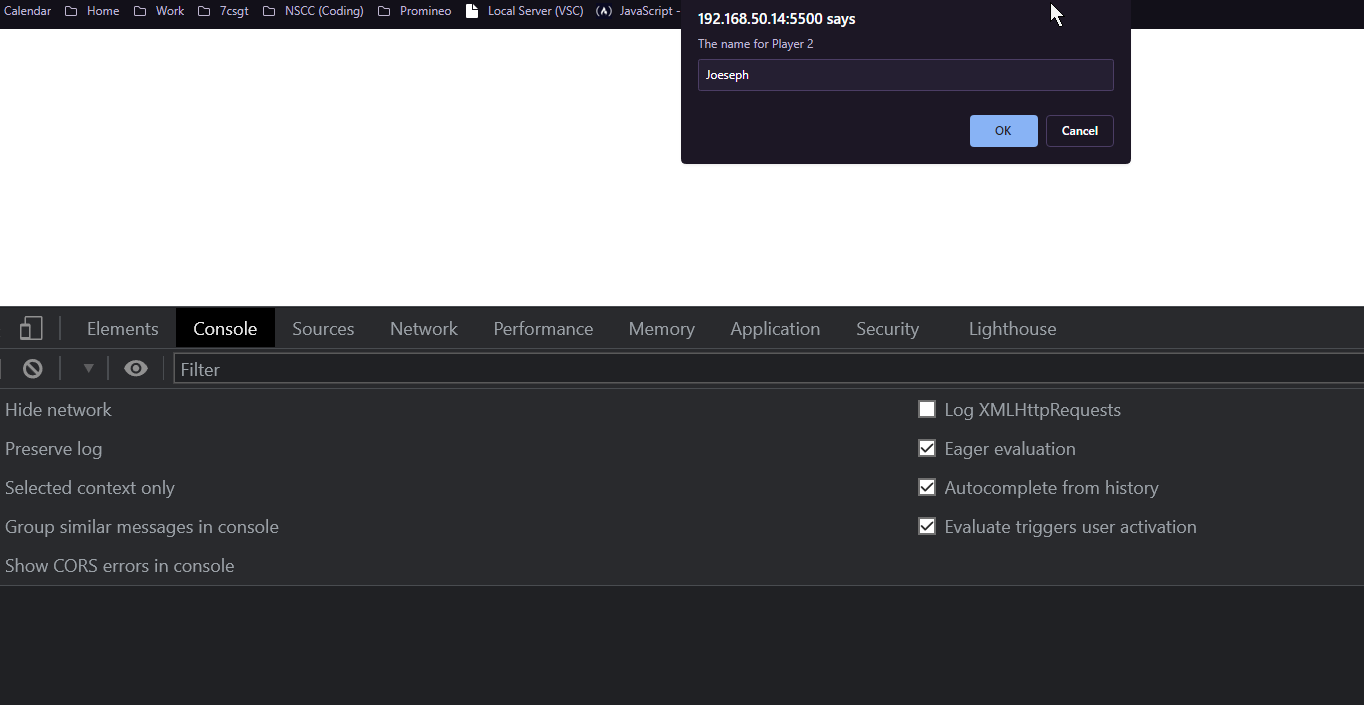 Calendar Home Work 7csgt NSCC (Coding) Promineo Local Server (VSC) JavaScript -
192.168.50.14:5500 says
The name for Player 2
Joeseph
OK Cancel
Elements Console Sources Network Performance Memory Application Security Lighthouse
Filter
Hide network
Log XMLHttpRequests
Preserve log
Eager evaluation
Selected context only
Autocomplete from history
Group similar messages in console
Evaluate triggers user activation
Show CORS errors in console